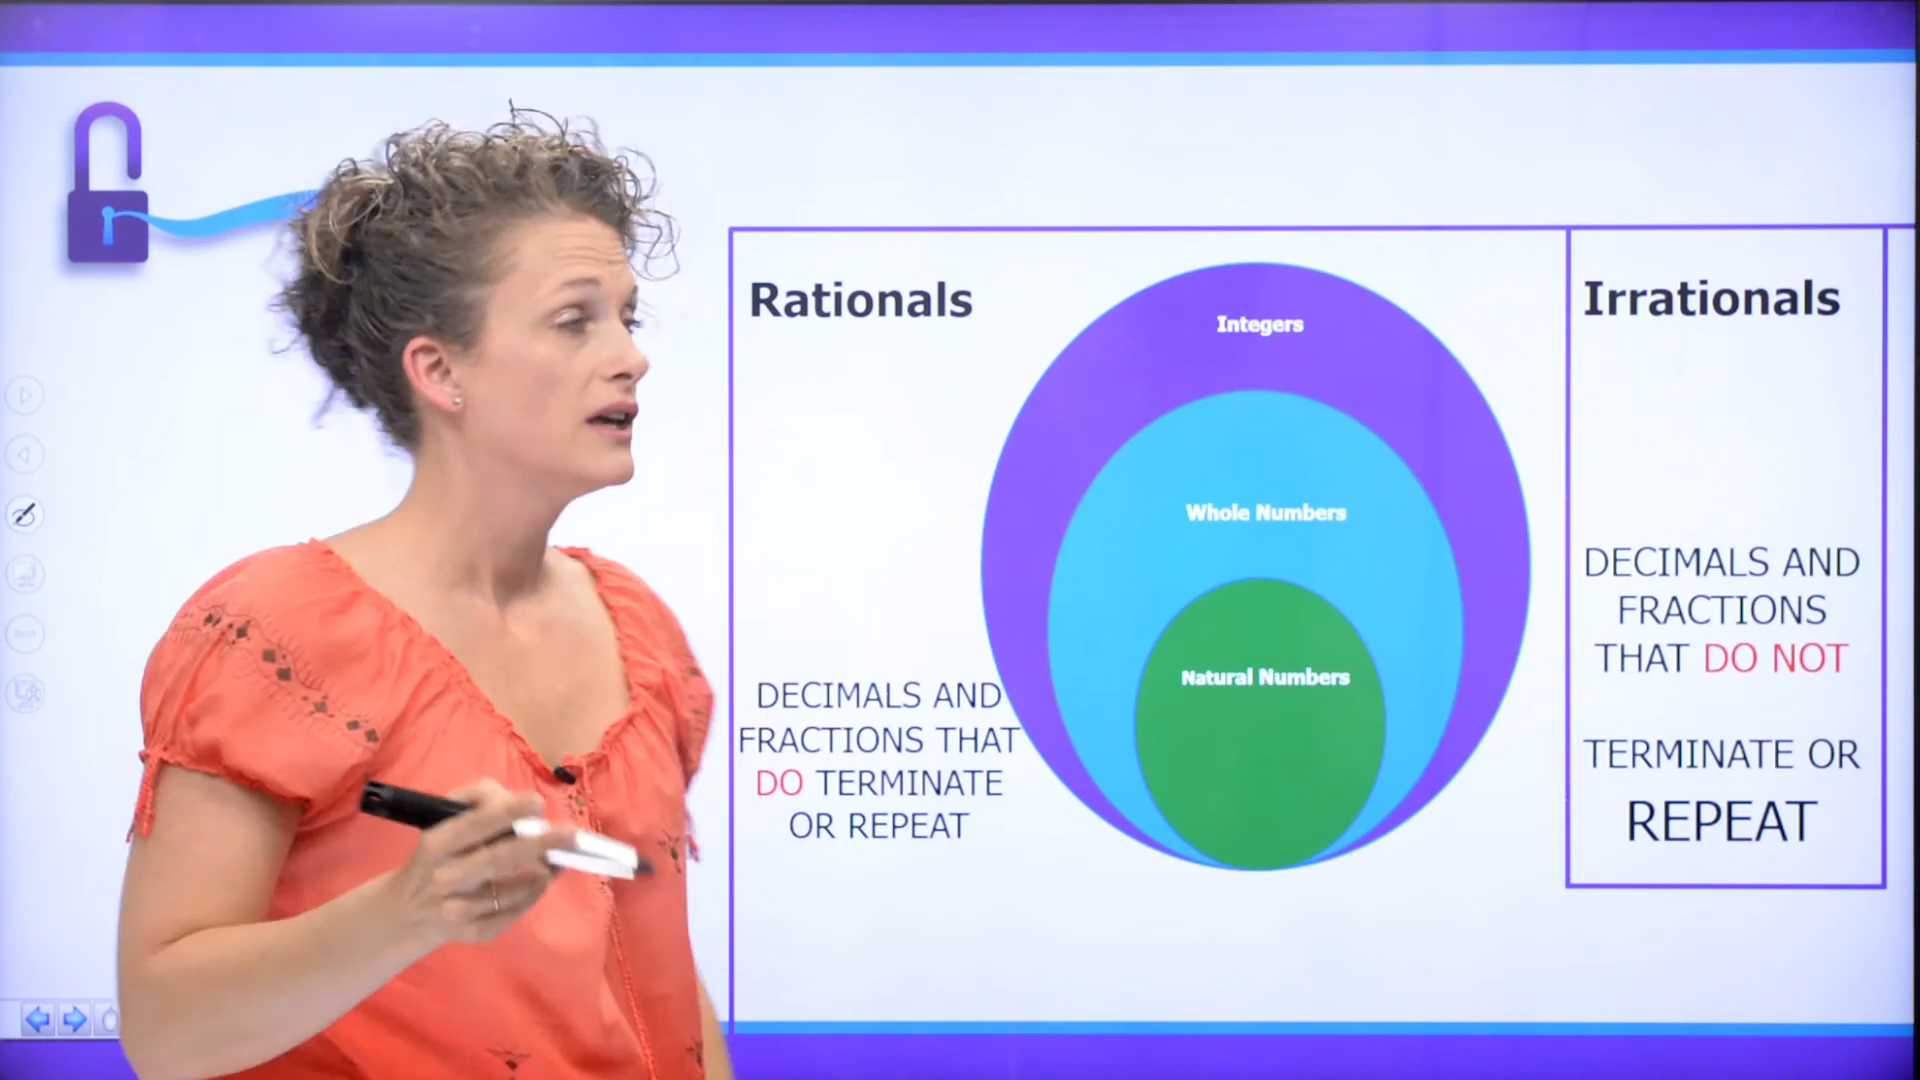 Rationals
DECIMALS AND
FRACTIONS THAT
DO TERMINATE
OR REPEAT
Integers
Whole Numbers
Natural Numbers
Irrationals
DECIMALS AND
FRACTIONS
THAT DO NOT
TERMINATE OR
REPEAT